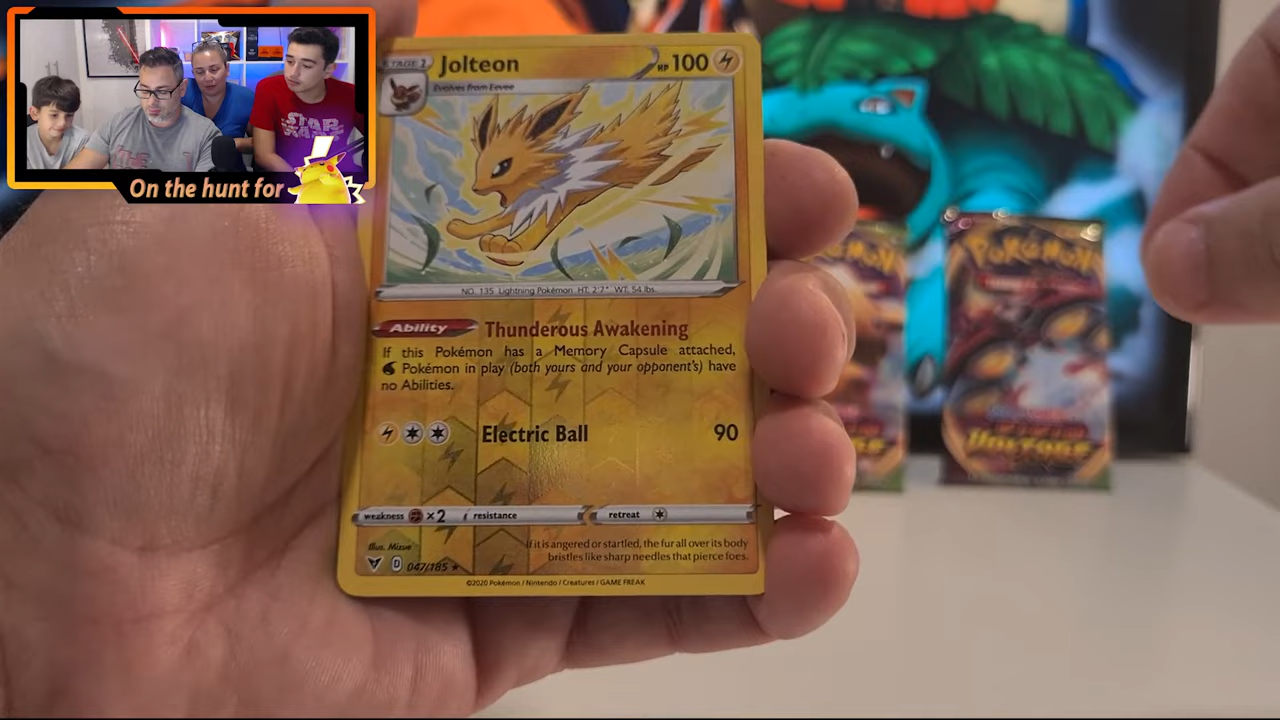 STAR
WARS
On the hunt for
STAGE 1
Jolteon
HP 100
Evolves from Eevee
NO. 135 Lightning Pokémon HT: 2'7" WT: 54 lbs.
Ability Thunderous Awakening
If this Pokémon has a Memory Capsule attached,
Pokémon in play (both yours and your opponent's) have
no Abilities.
Electric Ball 90
weakness ×2 resistance retreat
Illus. Mizue
If it is angered or startled, the fur all over its body
bristles like sharp needles that pierce foes.
D 047/185 ★
©2020 Pokémon / Nintendo / Creatures / GAME FREAK
POKÉMON
VOLTAGE